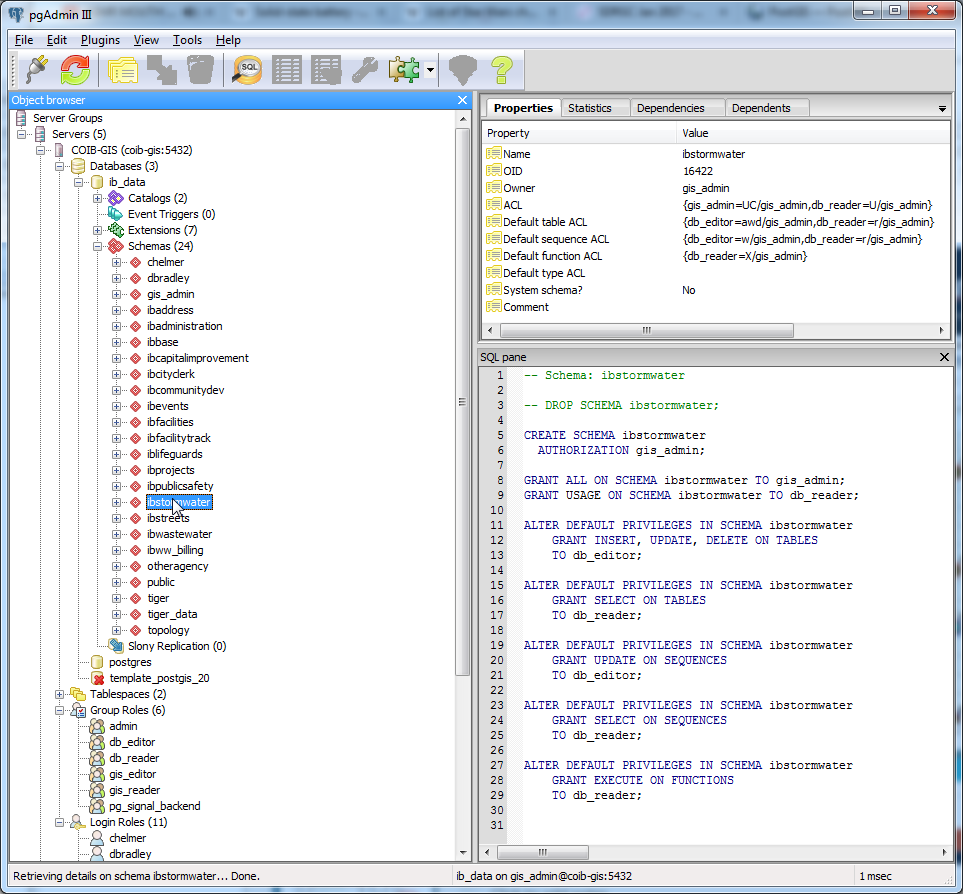 pgAdmin III
File Edit Plugins View Tools Help
SQL
Object browser
Server Groups
Servers (5)
COIB-GIS (coib-gis:5432)
Databases (3)
ib_data
Catalogs (2)
Event Triggers (0)
Extensions (7)
Schemas (24)
chelmer
dbradley
gis_admin
ibaddress
ibadministration
ibbase
ibcapitalimprovement
ibcityclerk
ibcommunitydev
ibevents
ibfacilities
ibfacilitytrack
iblifeguards
ibprojects
ibpublicsafety
ibstormwater
ibstreets
ibwastewater
ibww_billing
otheragency
public
tiger
tiger_data
topology
Slony Replication (0)
postgres
template_postgis_20
Tablespaces (2)
Group Roles (6)
admin
db_editor
db_reader
gis_editor
gis_reader
pg_signal_backend
Login Roles (11)
chelmer
dbradley
Properties Statistics Dependencies Dependents
Property Value
Name ibstormwater
OID 16422
Owner gis_admin
ACL {gis_admin=UC/gis_admin,db_reader=U/gis_admin}
Default table ACL {db_editor=awd/gis_admin,db_reader=r/gis_admin}
Default sequence ACL {db_editor=w/gis_admin,db_reader=r/gis_admin}
Default function ACL {db_reader=X/gis_admin}
Default type ACL
System schema? No
Comment
SQL pane
1 -- Schema: ibstormwater
2
3 -- DROP SCHEMA ibstormwater;
4
5 CREATE SCHEMA ibstormwater
6 AUTHORIZATION gis_admin;
7
8 GRANT ALL ON SCHEMA ibstormwater TO gis_admin;
9 GRANT USAGE ON SCHEMA ibstormwater TO db_reader;
10
11 ALTER DEFAULT PRIVILEGES IN SCHEMA ibstormwater
12 GRANT INSERT, UPDATE, DELETE ON TABLES
13 TO db_editor;
14
15 ALTER DEFAULT PRIVILEGES IN SCHEMA ibstormwater
16 GRANT SELECT ON TABLES
17 TO db_reader;
18
19 ALTER DEFAULT PRIVILEGES IN SCHEMA ibstormwater
20 GRANT UPDATE ON SEQUENCES
21 TO db_editor;
22
23 ALTER DEFAULT PRIVILEGES IN SCHEMA ibstormwater
24 GRANT SELECT ON SEQUENCES
25 TO db_reader;
26
27 ALTER DEFAULT PRIVILEGES IN SCHEMA ibstormwater
28 GRANT EXECUTE ON FUNCTIONS
29 TO db_reader;
30
31
Retrieving details on schema ibstormwater... Done. ib_data on gis_admin@coib-gis:5432 1 msec